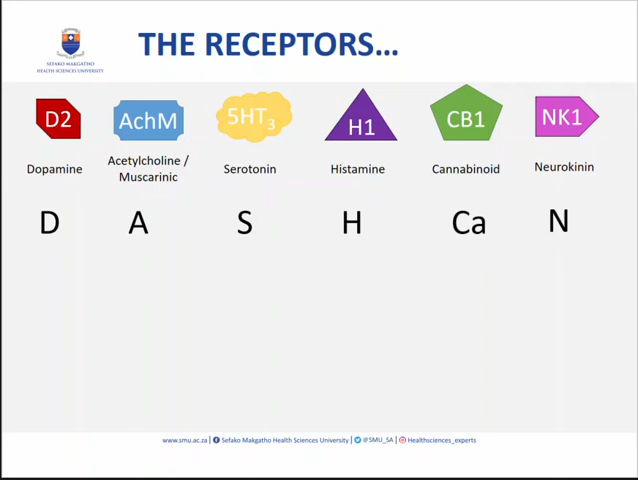 THE RECEPTORS...
SEFAKO MAKGATHO
HEALTH SCIENCES UNIVERSITY
D2
AchM
5HT3
H1
CB1
NK1
Dopamine
Acetylcholine /
Muscarinic
Serotonin
Histamine
Cannabinoid
Neurokinin
D A S H Ca N
www.smu.ac.za | Sefako Makgatho Health Sciences University | @SMU_SA | Healthsciences_experts